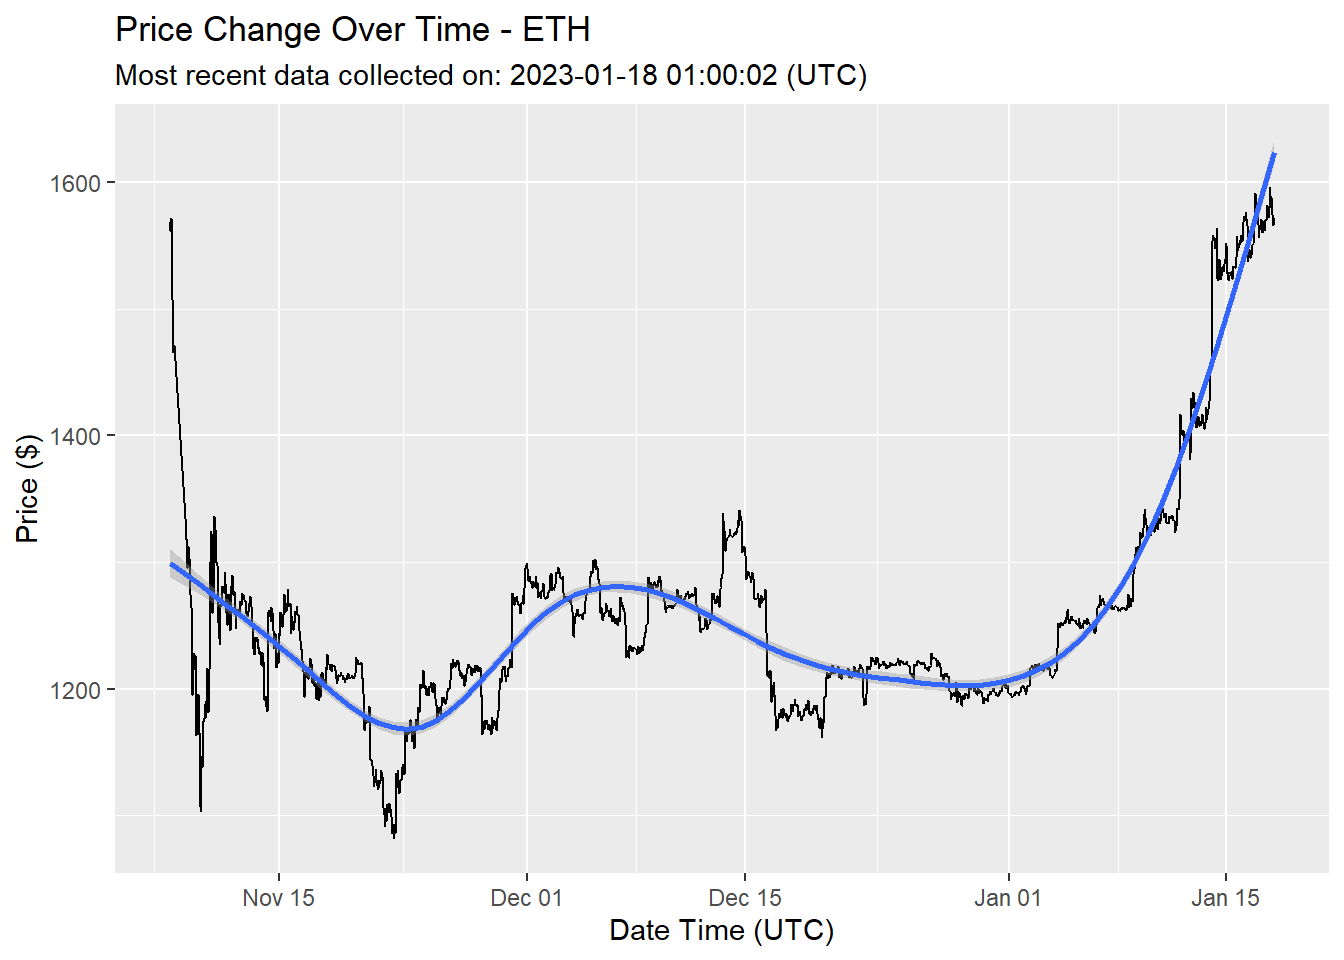 Price Change Over Time - ETH
Most recent data collected on: 2023-01-18 01:00:02 (UTC)
1600
1400
1200
Price ($)
Nov 15
Dec 01
Dec 15
Jan 01
Jan 15
Date Time (UTC)